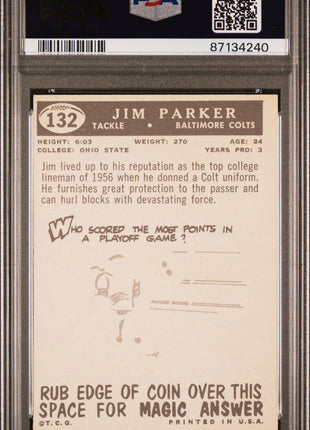 PSA
87134240
132
JIM PARKER
TACKLE • BALTIMORE COLTS
HEIGHT: 6:03 WEIGHT: 270 AGE: 24
COLLEGE: OHIO STATE YEARS PRO: 3
Jim lived up to his reputation as the top college
lineman of 1956 when he donned a Colt uniform.
He furnishes great protection to the passer and
can hurl blocks with devastating force.
WHO SCORED THE MOST POINTS IN
A PLAYOFF GAME?
RUB EDGE OF COIN OVER THIS
SPACE FOR MAGIC ANSWER
©T.C.G. PRINTED IN U.S.A.